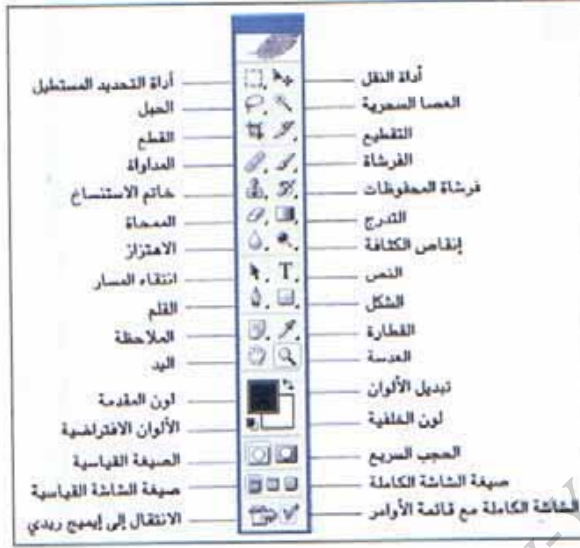 أداة النقل
أداة التحديد المستطيل
العصا السحرية
الحبل
التقطيع
القطع
الفرشاة
المداواة
فرشاة المحفوظات
خاتم الاستنساخ
التدرج
الممحاة
إنقاص الكثافة
الاهتزاز
النص
انتقاء المسار
الشكل
القلم
القطارة
الملاحظة
العدسة
اليد
تبديل الألوان
لون المقدمة
لون الخلفية
الألوان الافتراضية
الحجب السريع
الصيغة القياسية
صيغة الشاشة الكاملة
صيغة الشاشة القياسية
الشاشة الكاملة مع قائمة الأوامر
الانتقال إلى إيميج ريدي